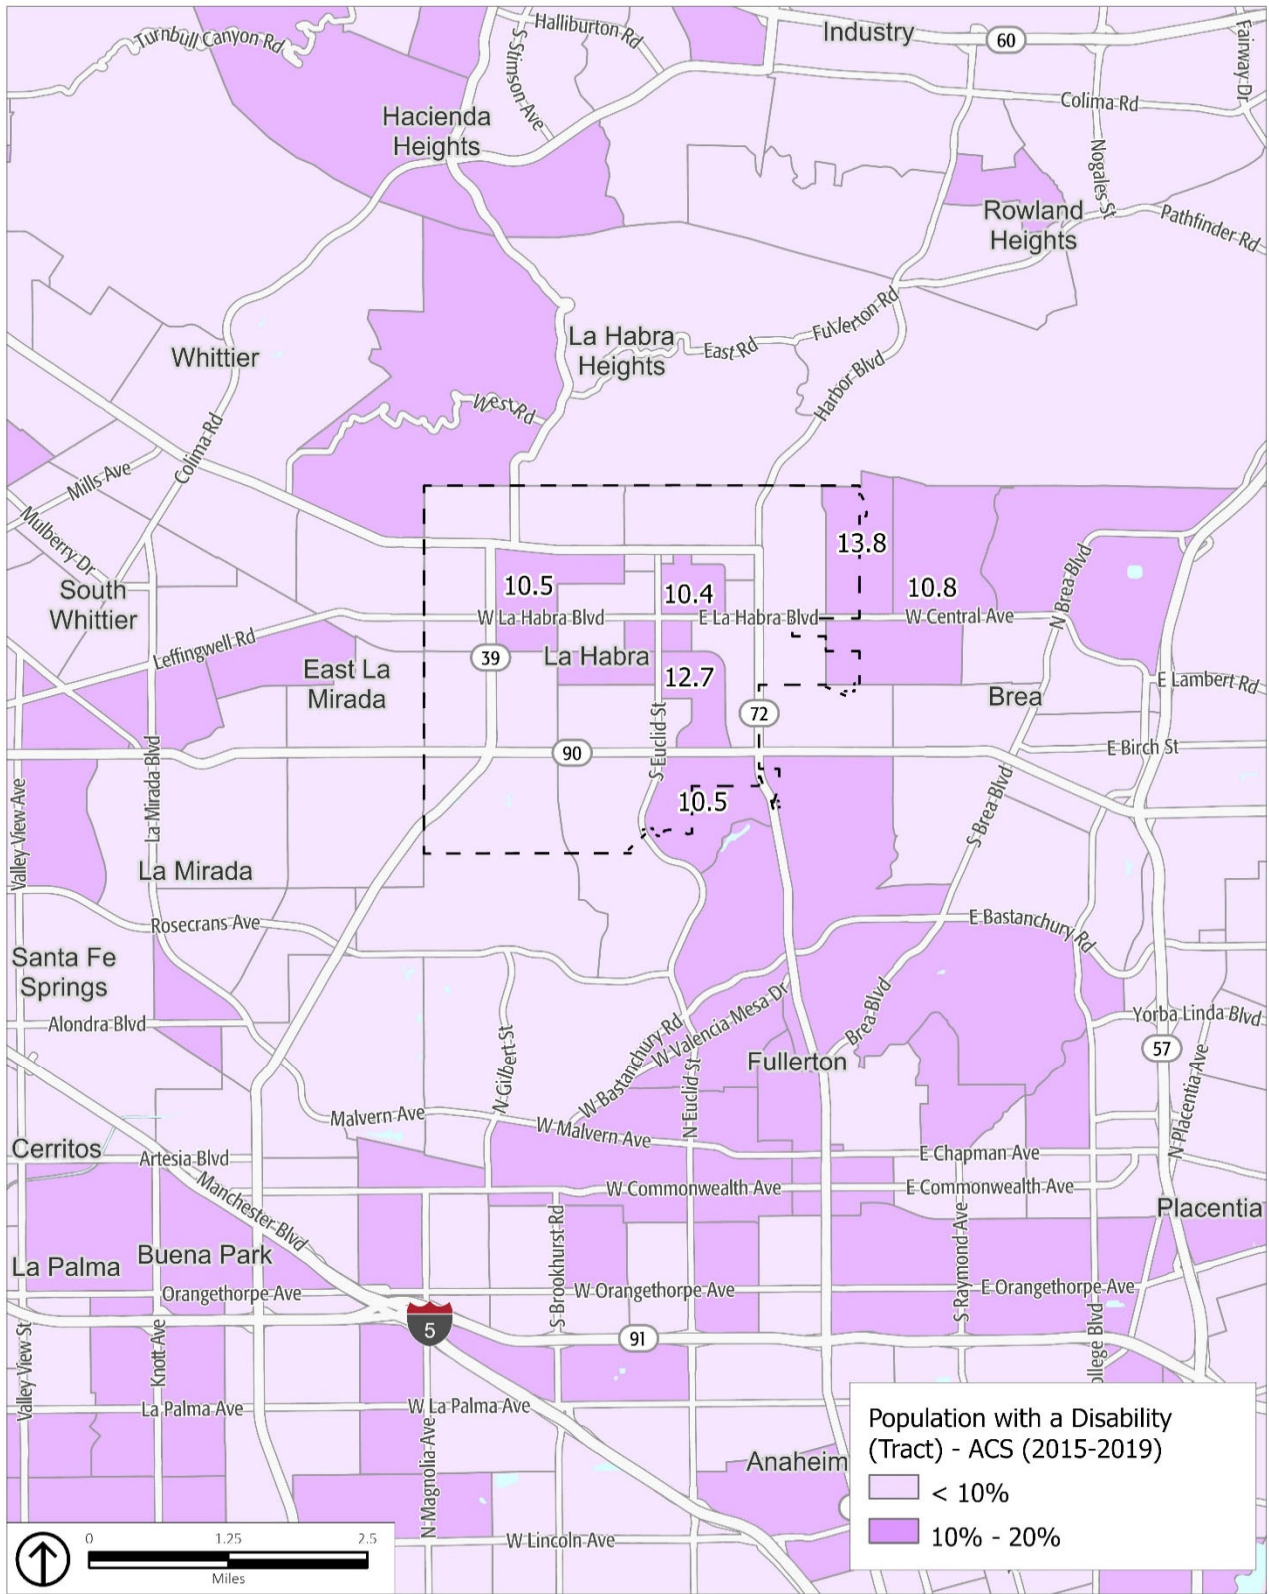 Turnbull Canyon Rd
Halliburton Rd
S Stimson Ave
Industry
60
Fairway Dr
Colima Rd
Hacienda
Heights
Nogales St
Rowland
Heights
Pathfinder Rd
Whittier
La Habra
Heights
East Rd
Fullerton Rd
Harbor Blvd
West Rd
Colima Rd
Mills Ave
Mulberry Dr
South
Whittier
13.8
10.5
10.4
10.8
N Brea Blvd
W La Habra Blvd
E La Habra Blvd
W Central Ave
Leffingwell Rd
39
La Habra
East La
Mirada
12.7
E Lambert Rd
Brea
72
S Euclid St
90
E Birch St
La Mirada Blvd
Valley View Ave
10.5
S Brea Blvd
La Mirada
Rosecrans Ave
E Bastanchury Rd
Santa Fe
Springs
Alondra Blvd
W Bastanchury Rd
W Valencia Mesa Dr
Brea Blvd
Yorba Linda Blvd
57
Fullerton
N Gilbert St
N Euclid St
N Placentia Ave
Malvern Ave
W Malvern Ave
Cerritos
Artesia Blvd
E Chapman Ave
Manchester Blvd
W Commonwealth Ave
E Commonwealth Ave
Placentia
La Palma
Buena Park
S Brookhurst Rd
S Raymond Ave
Orangethorpe Ave
W Orangethorpe Ave
E Orangethorpe Ave
5
91
ollege Blvd
Valley View St
Knott Ave
La Palma Ave
W La Palma Ave
N Magnolia Ave
Anaheim
W Lincoln Ave
Population with a Disability
(Tract) - ACS (2015-2019)
< 10%
10% - 20%
0 1.25 2.5
Miles